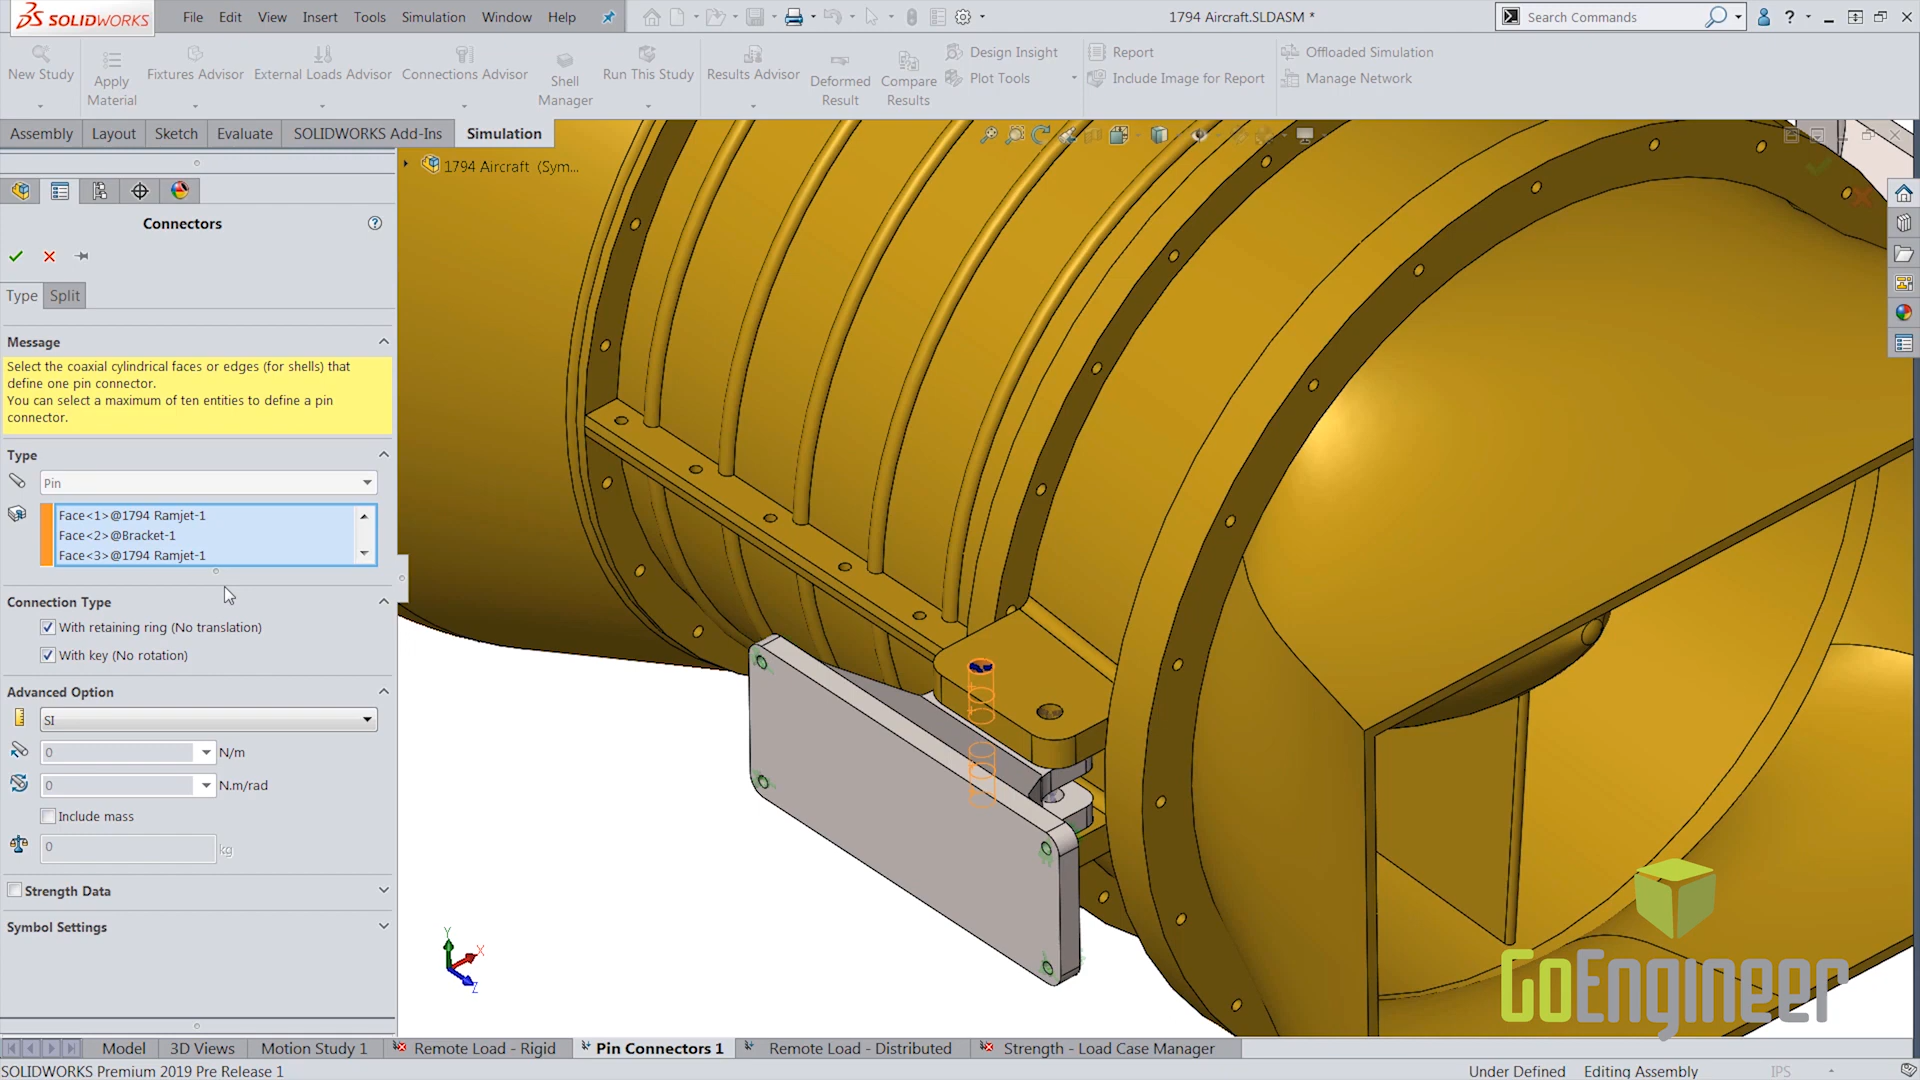 SOLIDWORKS
File Edit View Insert Tools Simulation Window Help
1794 Aircraft.SLDASM *
Search Commands
New Study
Apply Material
Fixtures Advisor
External Loads Advisor
Connections Advisor
Shell Manager
Run This Study
Results Advisor
Deformed Result
Compare Results
Design Insight
Plot Tools
Report
Include Image for Report
Offloaded Simulation
Manage Network
Assembly Layout Sketch Evaluate SOLIDWORKS Add-Ins Simulation
1794 Aircraft (Sym...
Connectors
Type Split
Message
Select the coaxial cylindrical faces or edges (for shells) that
define one pin connector.
You can select a maximum of ten entities to define a pin
connector.
Type
Pin
Face<1>@1794 Ramjet-1
Face<2>@Bracket-1
Face<3>@1794 Ramjet-1
Connection Type
With retaining ring (No translation)
With key (No rotation)
Advanced Option
SI
0 N/m
0 N.m/rad
Include mass
0 kg
Strength Data
Symbol Settings
Y
X
Z
GoEngineer
Model 3D Views Motion Study 1 Remote Load - Rigid Pin Connectors 1 Remote Load - Distributed Strength - Load Case Manager
SOLIDWORKS Premium 2019 Pre Release 1 Under Defined Editing Assembly IPS